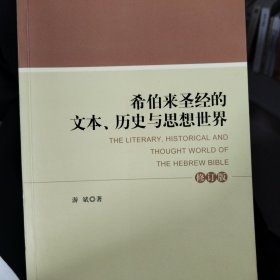 希伯来圣经的
文本、历史与思想世界
THE LITERARY, HISTORICAL AND
THOUGHT WORLD OF
THE HEBREW BIBLE
修订版
游 斌 著